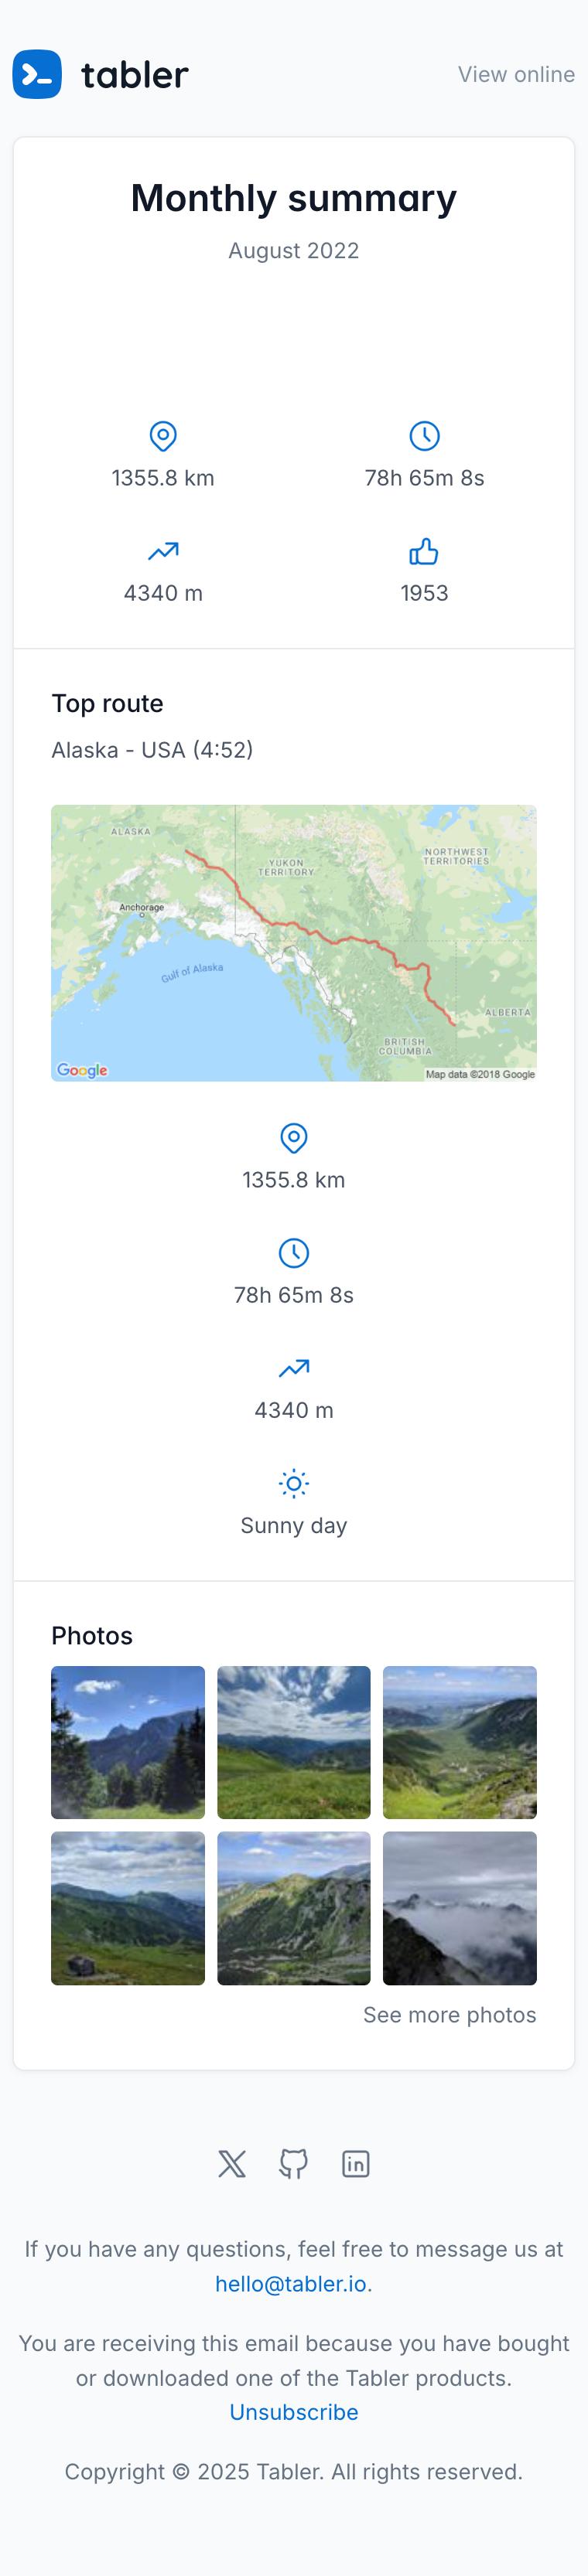 tabler
View online
Monthly summary
August 2022
1355.8 km
78h 65m 8s
4340 m
1953
Top route
Alaska - USA (4:52)
ALASKA
YUKON
TERRITORY
NORTHWEST
TERRITORIES
Anchorage
Gulf of Alaska
ALBERTA
BRITISH
COLUMBIA
Google
Map data ©2018 Google
1355.8 km
78h 65m 8s
4340 m
Sunny day
Photos
See more photos
If you have any questions, feel free to message us at
hello@tabler.io.
You are receiving this email because you have bought
or downloaded one of the Tabler products.
Unsubscribe
Copyright © 2025 Tabler. All rights reserved.